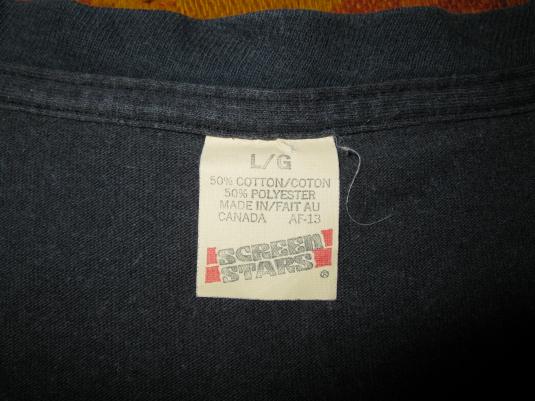 L/G
50% COTTON/COTON
50% POLYESTER
MADE IN/FAIT AU
CANADA AF-13
SCREEN
STARS
®